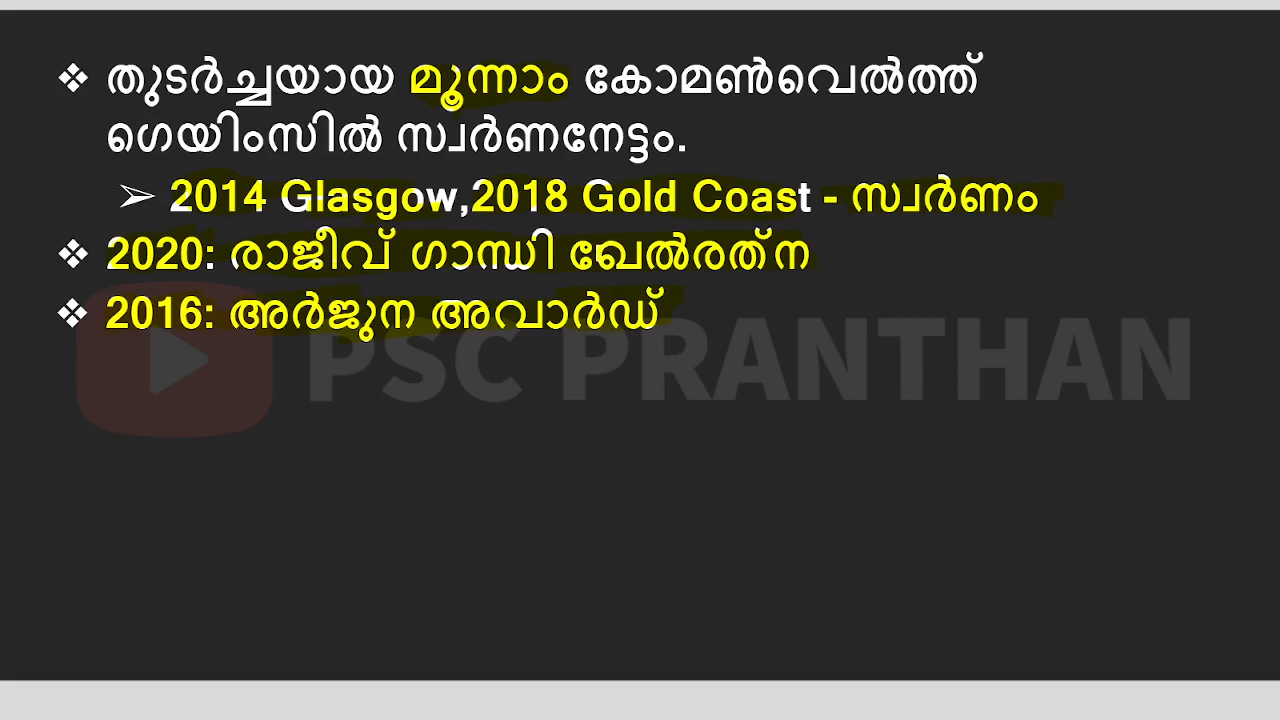 ❖ തുടർച്ചയായ മൂന്നാം കോമൺവെൽത്ത്
ഗെയിംസിൽ സ്വർണനേട്ടം.
➢ 2014 Glasgow,2018 Gold Coast - സ്വർണം
❖ 2020: രാജീവ് ഗാന്ധി ഖേൽരത്ന
❖ 2016: അർജുന അവാർഡ്
PSC PRANTHAN